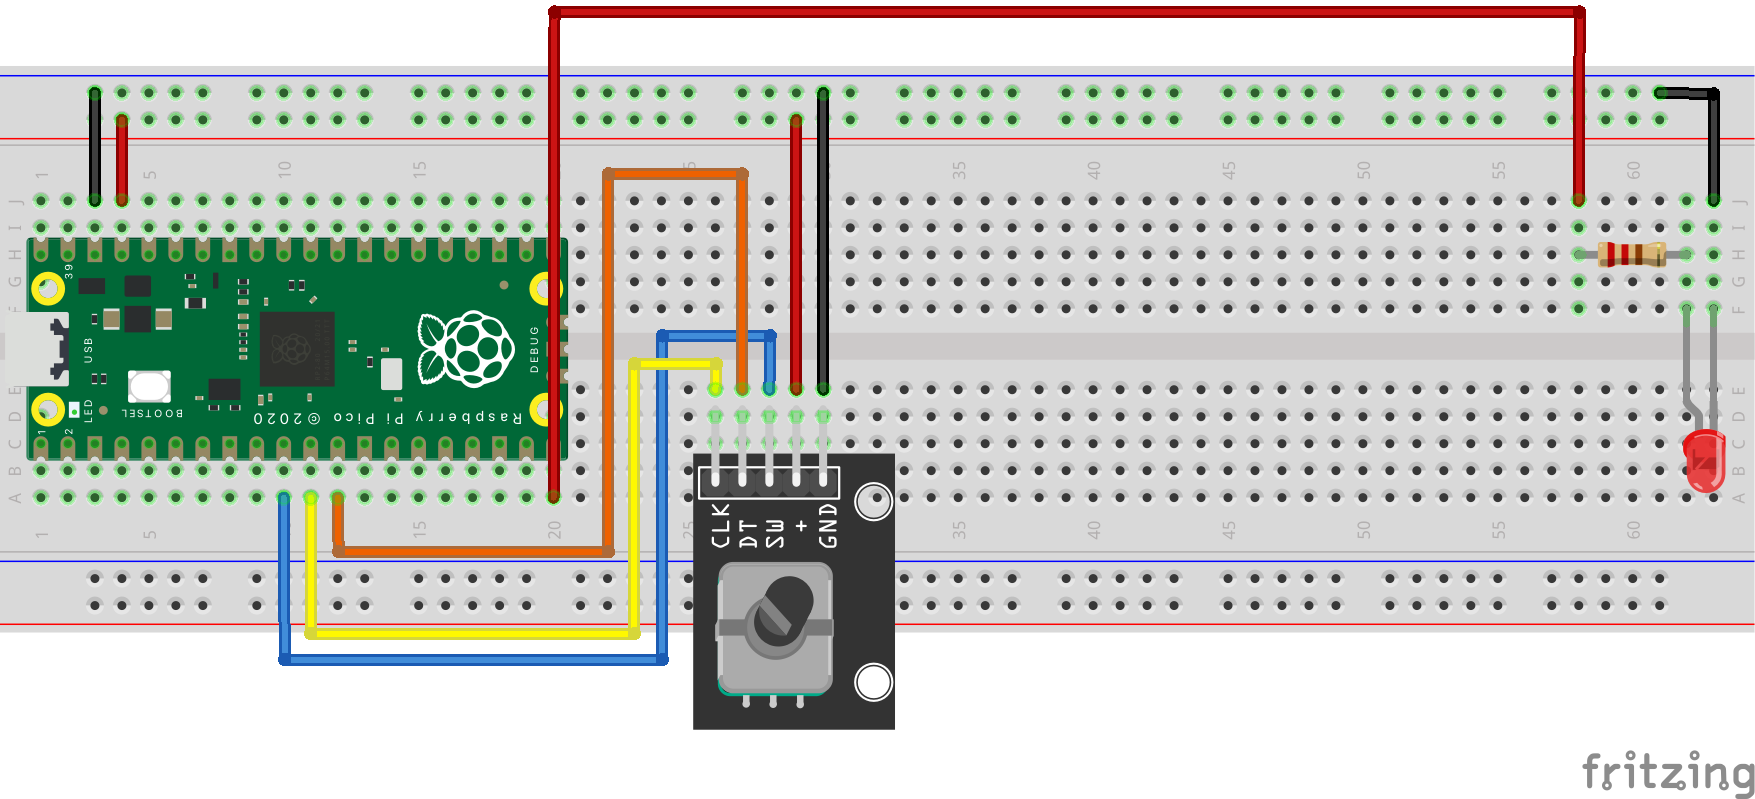 1 5 10 15 20 25 30 35 40 45 50 55 60
J J
I I
H H
G G
F F
39
USB
DEBUG
BOOTSEL
LED
1
2
Raspberry Pi Pico © 2020
E E
D D
C C
B B
A A
1 5 10 15 20 25 35 40 45 50 55 60
CLK
DT
SW
+
GND
fritzing